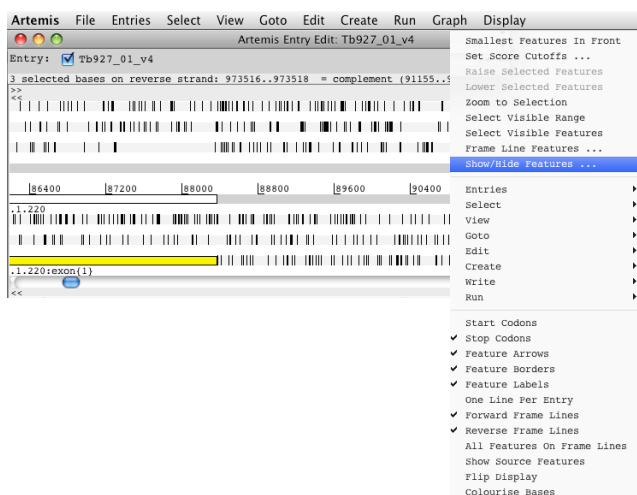 Artemis File Entries Select View Goto Edit Create Run Graph Display
Artemis Entry Edit: Tb927_01_v4
Entry: Tb927_01_v4
3 selected bases on reverse strand: 973516..973518 = complement (91155..9
>>
<<
86400 87200 88000 88800 89600 90400
.1.220
.1.220:exon{1}
<<
Smallest Features In Front
Set Score Cutoffs ...
Raise Selected Features
Lower Selected Features
Zoom to Selection
Select Visible Range
Select Visible Features
Frame Line Features ...
Show/Hide Features ...
Entries
Select
View
Goto
Edit
Create
Write
Run
Start Codons
Stop Codons
Feature Arrows
Feature Borders
Feature Labels
One Line Per Entry
Forward Frame Lines
Reverse Frame Lines
All Features On Frame Lines
Show Source Features
Flip Display
Colourise Bases